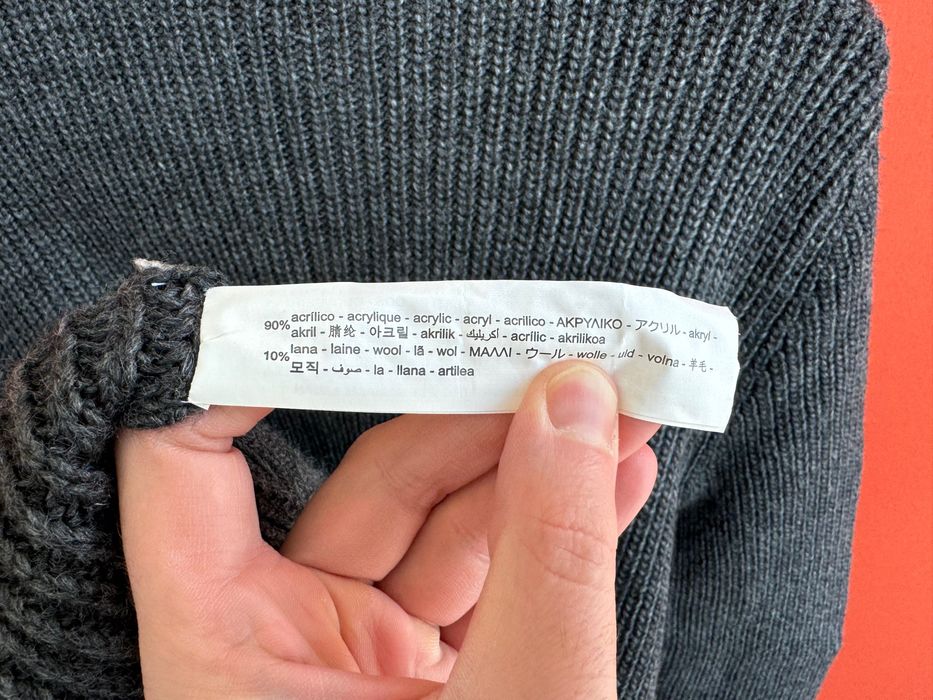 90% acrílico - acrylique - acrylic - acryl - acrilico - ΑΚΡΥΛΙΚΟ - アクリル - akryl -
akril - 腈纶 - 아크릴 - akrilik - أكريليك - acrílic - akrilikoa
10% lana - laine - wool - lã - wol - ΜΑΛΛΙ - ウール - wolle - uld - volna - 羊毛 -
모직 - صوف - la - llana - artilea